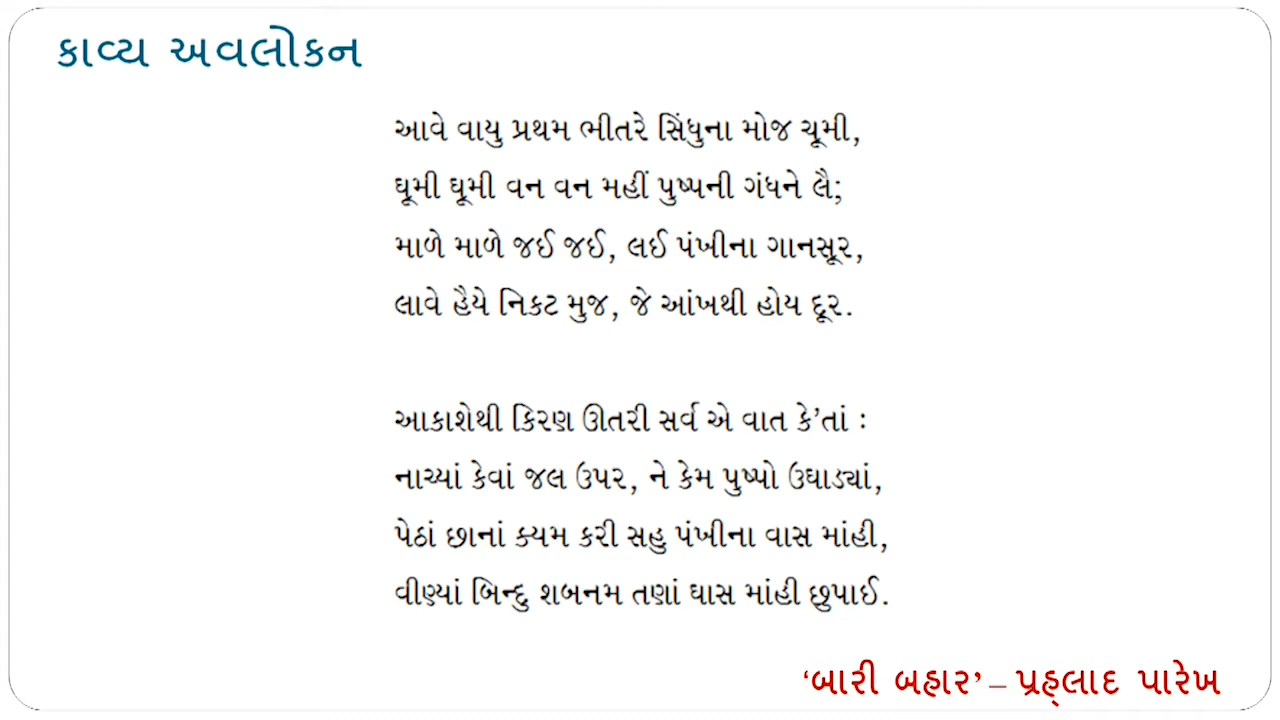 કાવ્ય અવલોકન
આવે વાયુ પ્રથમ ભીતરે સિંધુના મોજ ચૂમી,
ઘૂમી ઘૂમી વન વન મહીં પુષ્પની ગંધને લૈ;
માળે માળે જઈ જઈ, લઈ પંખીના ગાનસૂર,
લાવે હૈયે નિકટ મુજ, જે આંખથી હોય દૂર.
આકાશેથી કિરણ ઊતરી સર્વ એ વાત કે’તાં :
નાચ્યાં કેવાં જલ ઉપર, ને કેમ પુષ્પો ઉઘાડ્યાં,
પેઠાં છાનાં ક્યમ કરી સહુ પંખીના વાસ માંહી,
વીણ્યાં બિન્દુ શબનમ તણાં ઘાસ માંહી છુપાઈ.
‘બારી બહાર’ – પ્રહ્લાદ પારેખ